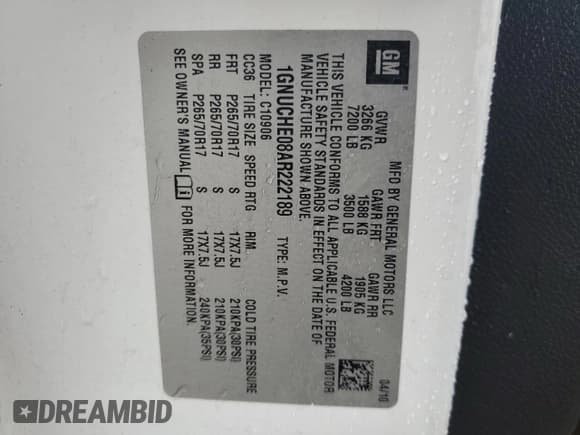 GM
04/10
MFD BY GENERAL MOTORS LLC
GVWR GAWR FRT GAWR RR
3266 KG 1588 KG 1905 KG
7200 LB 3500 LB 4200 LB
THIS VEHICLE CONFORMS TO ALL APPLICABLE U.S. FEDERAL MOTOR
VEHICLE SAFETY STANDARDS IN EFFECT ON THE DATE OF
MANUFACTURE SHOWN ABOVE.
1GNUCHE08AR222189 TYPE: M.P.V.
MODEL: C10906
CC36 TIRE SIZE SPEED RTG RIM COLD TIRE PRESSURE
FRT P265/70R17 S 17X7.5J 210KPA(30PSI)
RR P265/70R17 S 17X7.5J 210KPA(30PSI)
SPA P265/70R17 S 17X7.5J 240KPA(35PSI)
SEE OWNER'S MANUAL FOR MORE INFORMATION.
DREAMBID